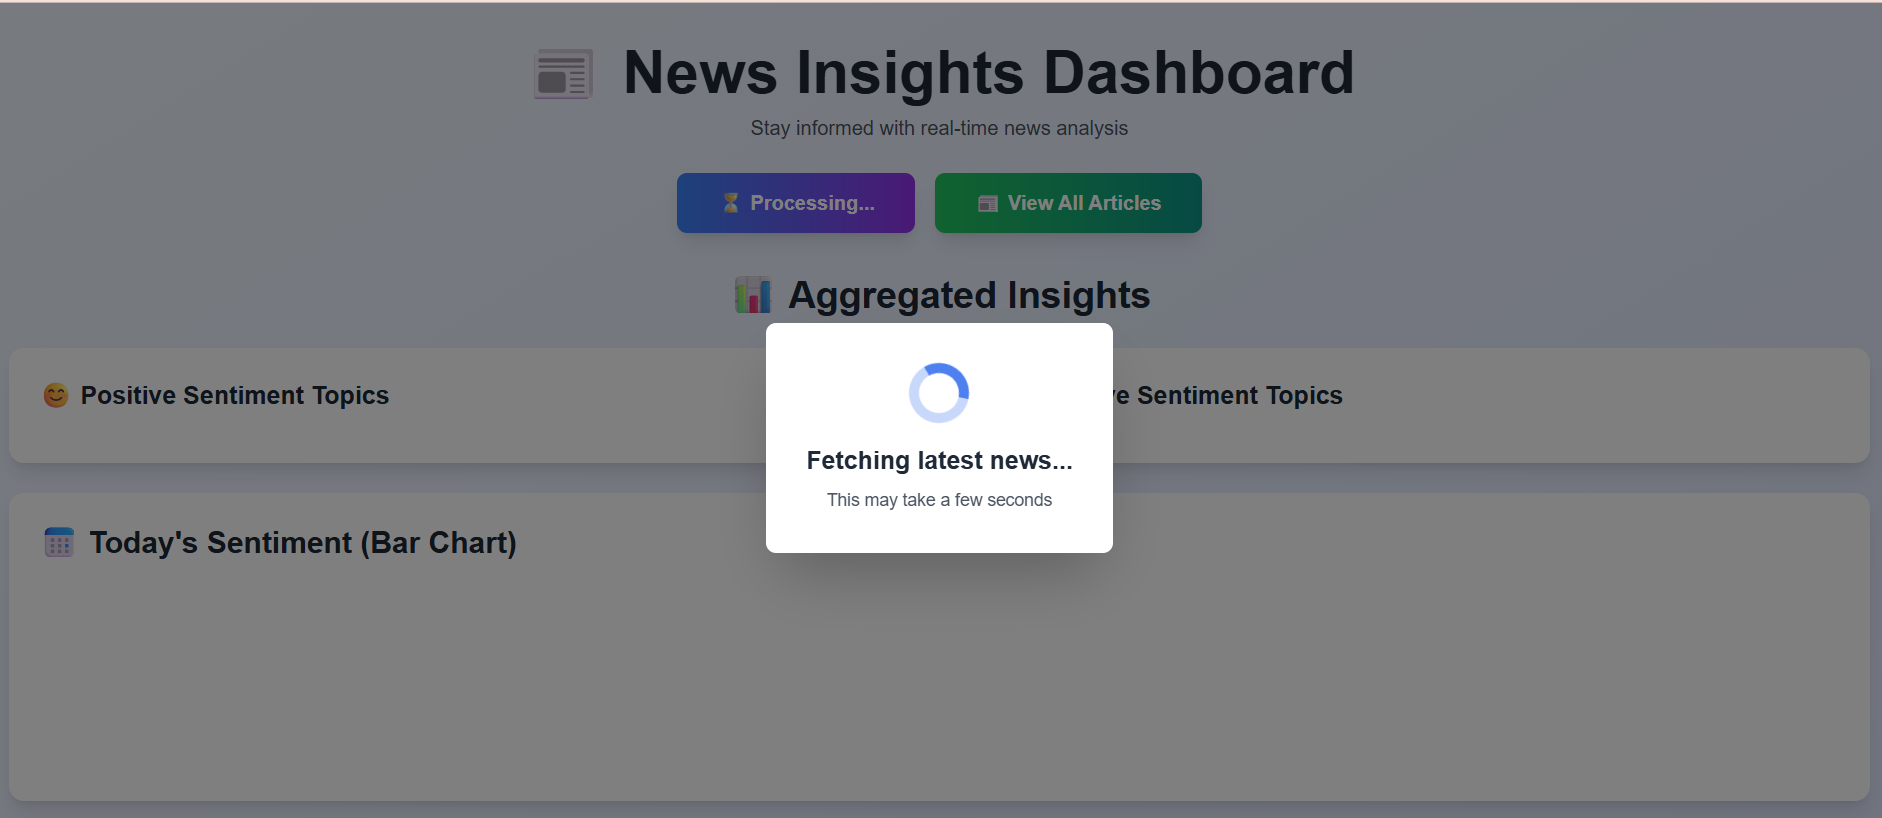 News Insights Dashboard
Stay informed with real-time news analysis
Processing...
View All Articles
Aggregated Insights
Positive Sentiment Topics
Sentiment Topics
Fetching latest news...
This may take a few seconds
Today's Sentiment (Bar Chart)